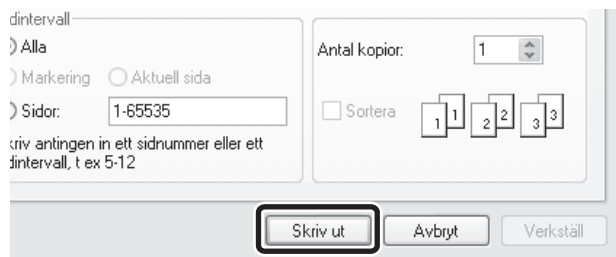 dintervall
Alla
Markering
Aktuell sida
Sidor:
1-65535
kriv antingen in ett sidnummer eller ett
dintervall, t ex 5-12
Antal kopior:
1
Sortera
1 1 2 2 3 3
Skriv ut
Avbryt
Verkställ